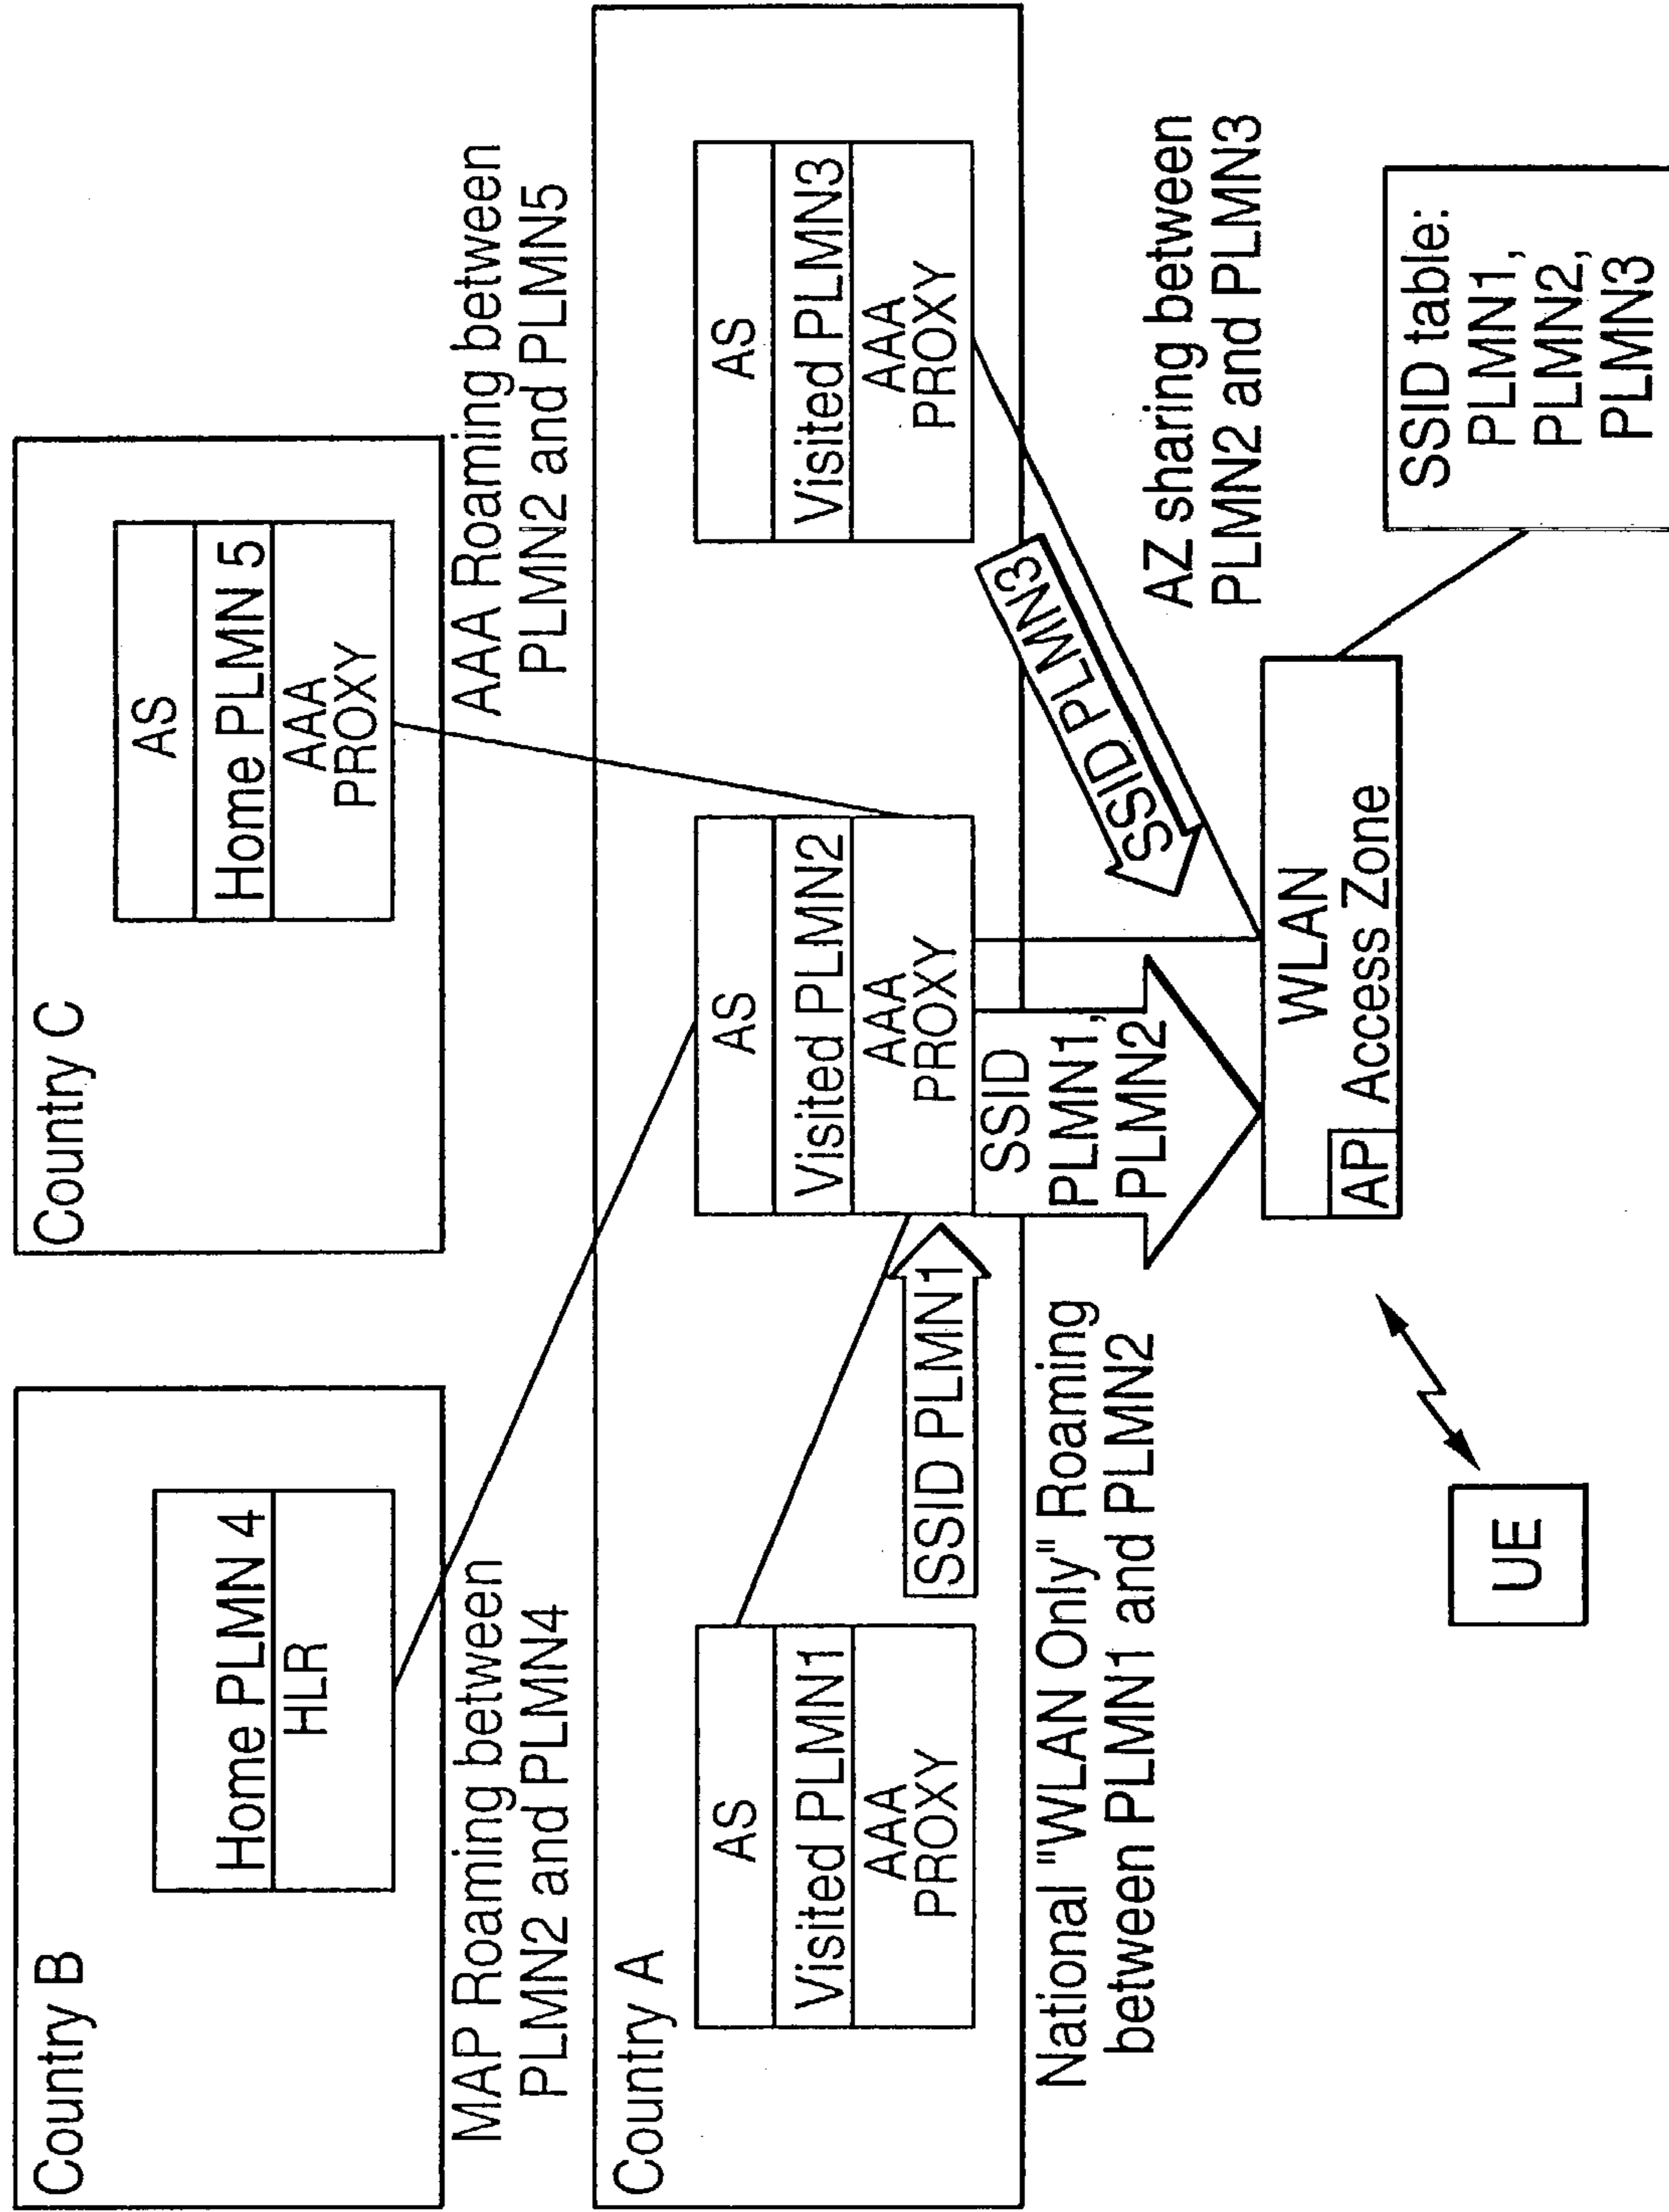 Country B
Home PLMN 4
HLR
Country C
AS
Home PLMN 5
AAA
PROXY
MAP Roaming between
PLMN2 and PLMN4
AAA Roaming between
PLMN2 and PLMN5
Country A
AS
Visited PLMN1
AAA
PROXY
SSID PLMN1
AS
Visited PLMN2
AAA
PROXY
SSID
PLMN1,
PLMN2
AS
Visited PLMN3
AAA
PROXY
SSID PLMN3
National "WLAN Only" Roaming
between PLMN1 and PLMN2
AZ sharing between
PLMN2 and PLMN3
WLAN
AP Access Zone
UE
SSID table:
PLMN1,
PLMN2,
PLMN3